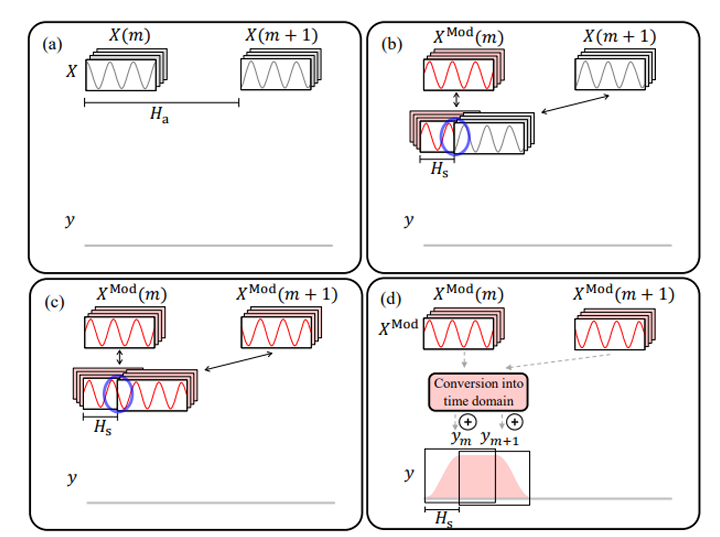 (a)
X(m)
X(m + 1)
X
Hₐ
y
(b)
Xᴹᵒᵈ(m)
X(m + 1)
Hₛ
y
(c)
Xᴹᵒᵈ(m)
Xᴹᵒᵈ(m + 1)
Hₛ
y
(d)
Xᴹᵒᵈ(m)
Xᴹᵒᵈ(m + 1)
Xᴹᵒᵈ
Conversion into
time domain
+ +
yₘ yₘ₊₁
y
Hₛ